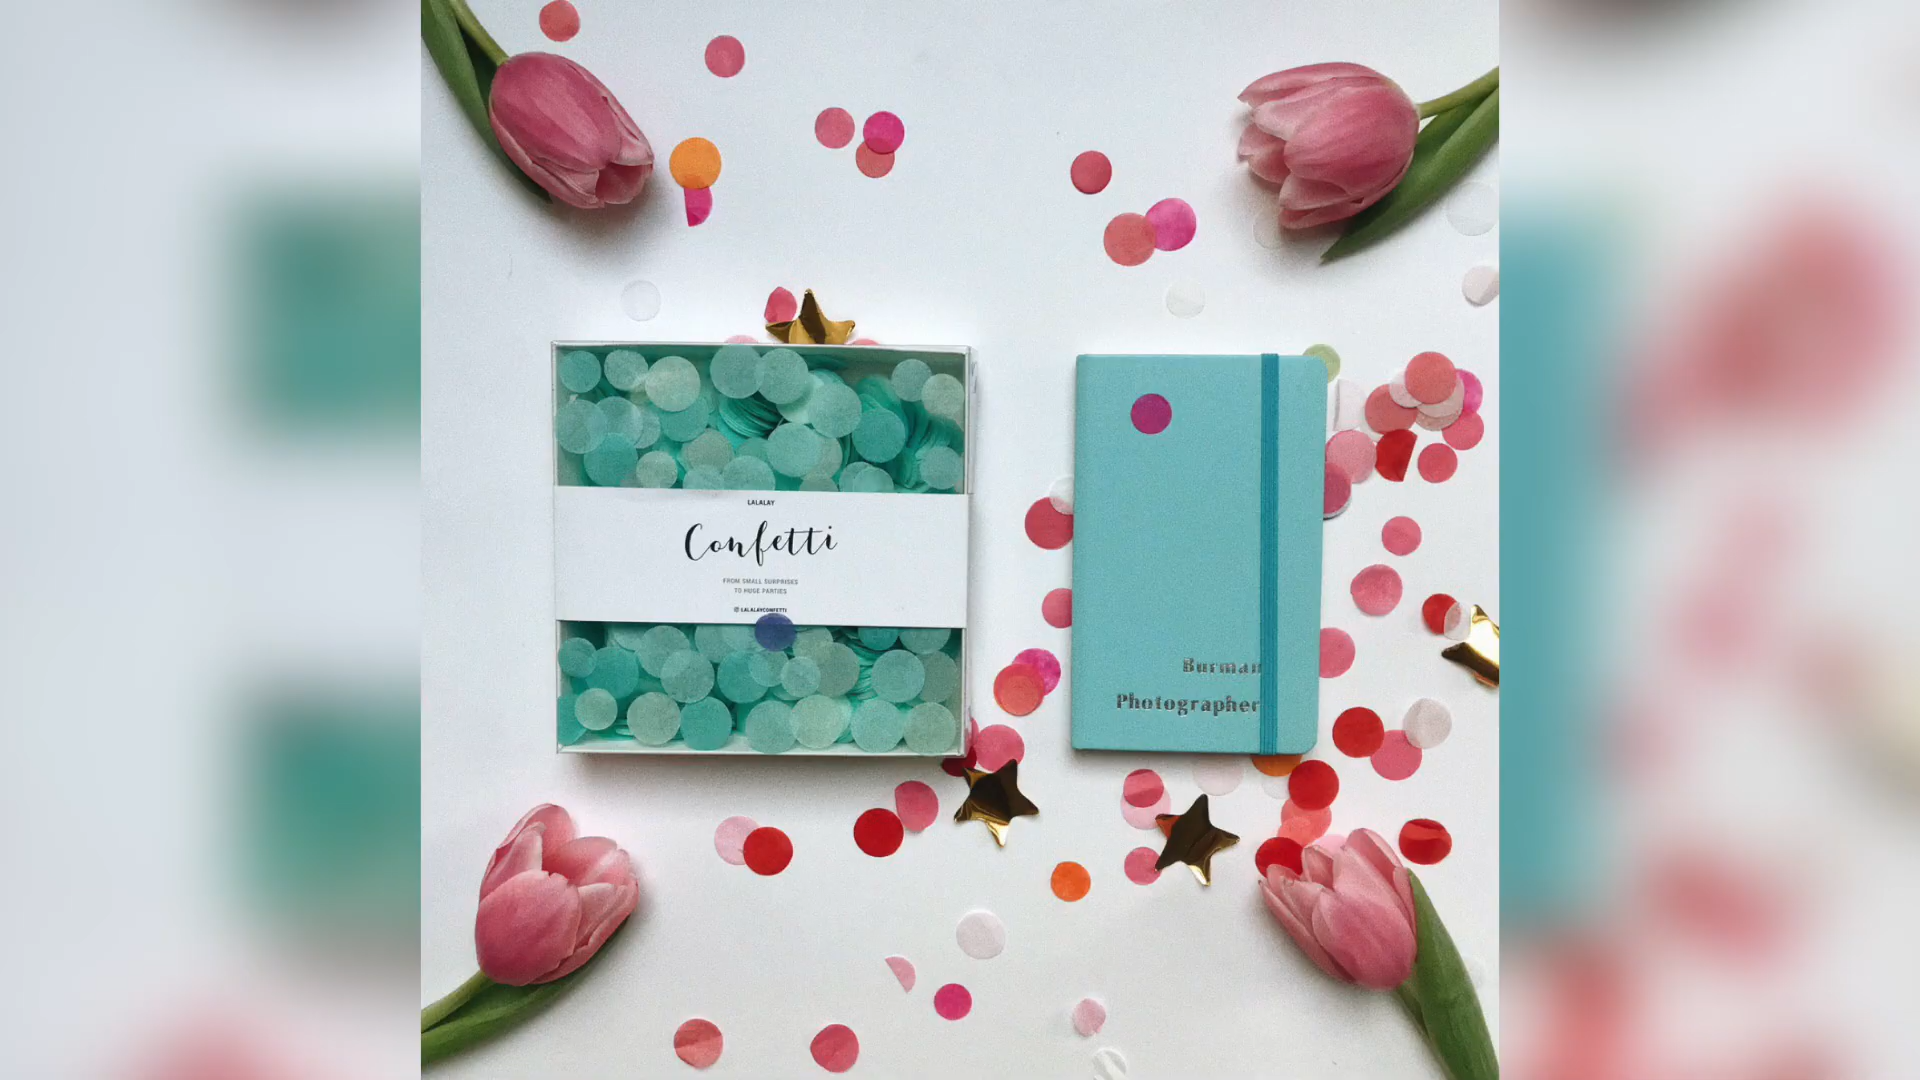 LALALAY
Confetti
FROM SMALL SURPRISES
TO HUGE PARTIES
@LALALAYCONFETTI
Burman
Photographer